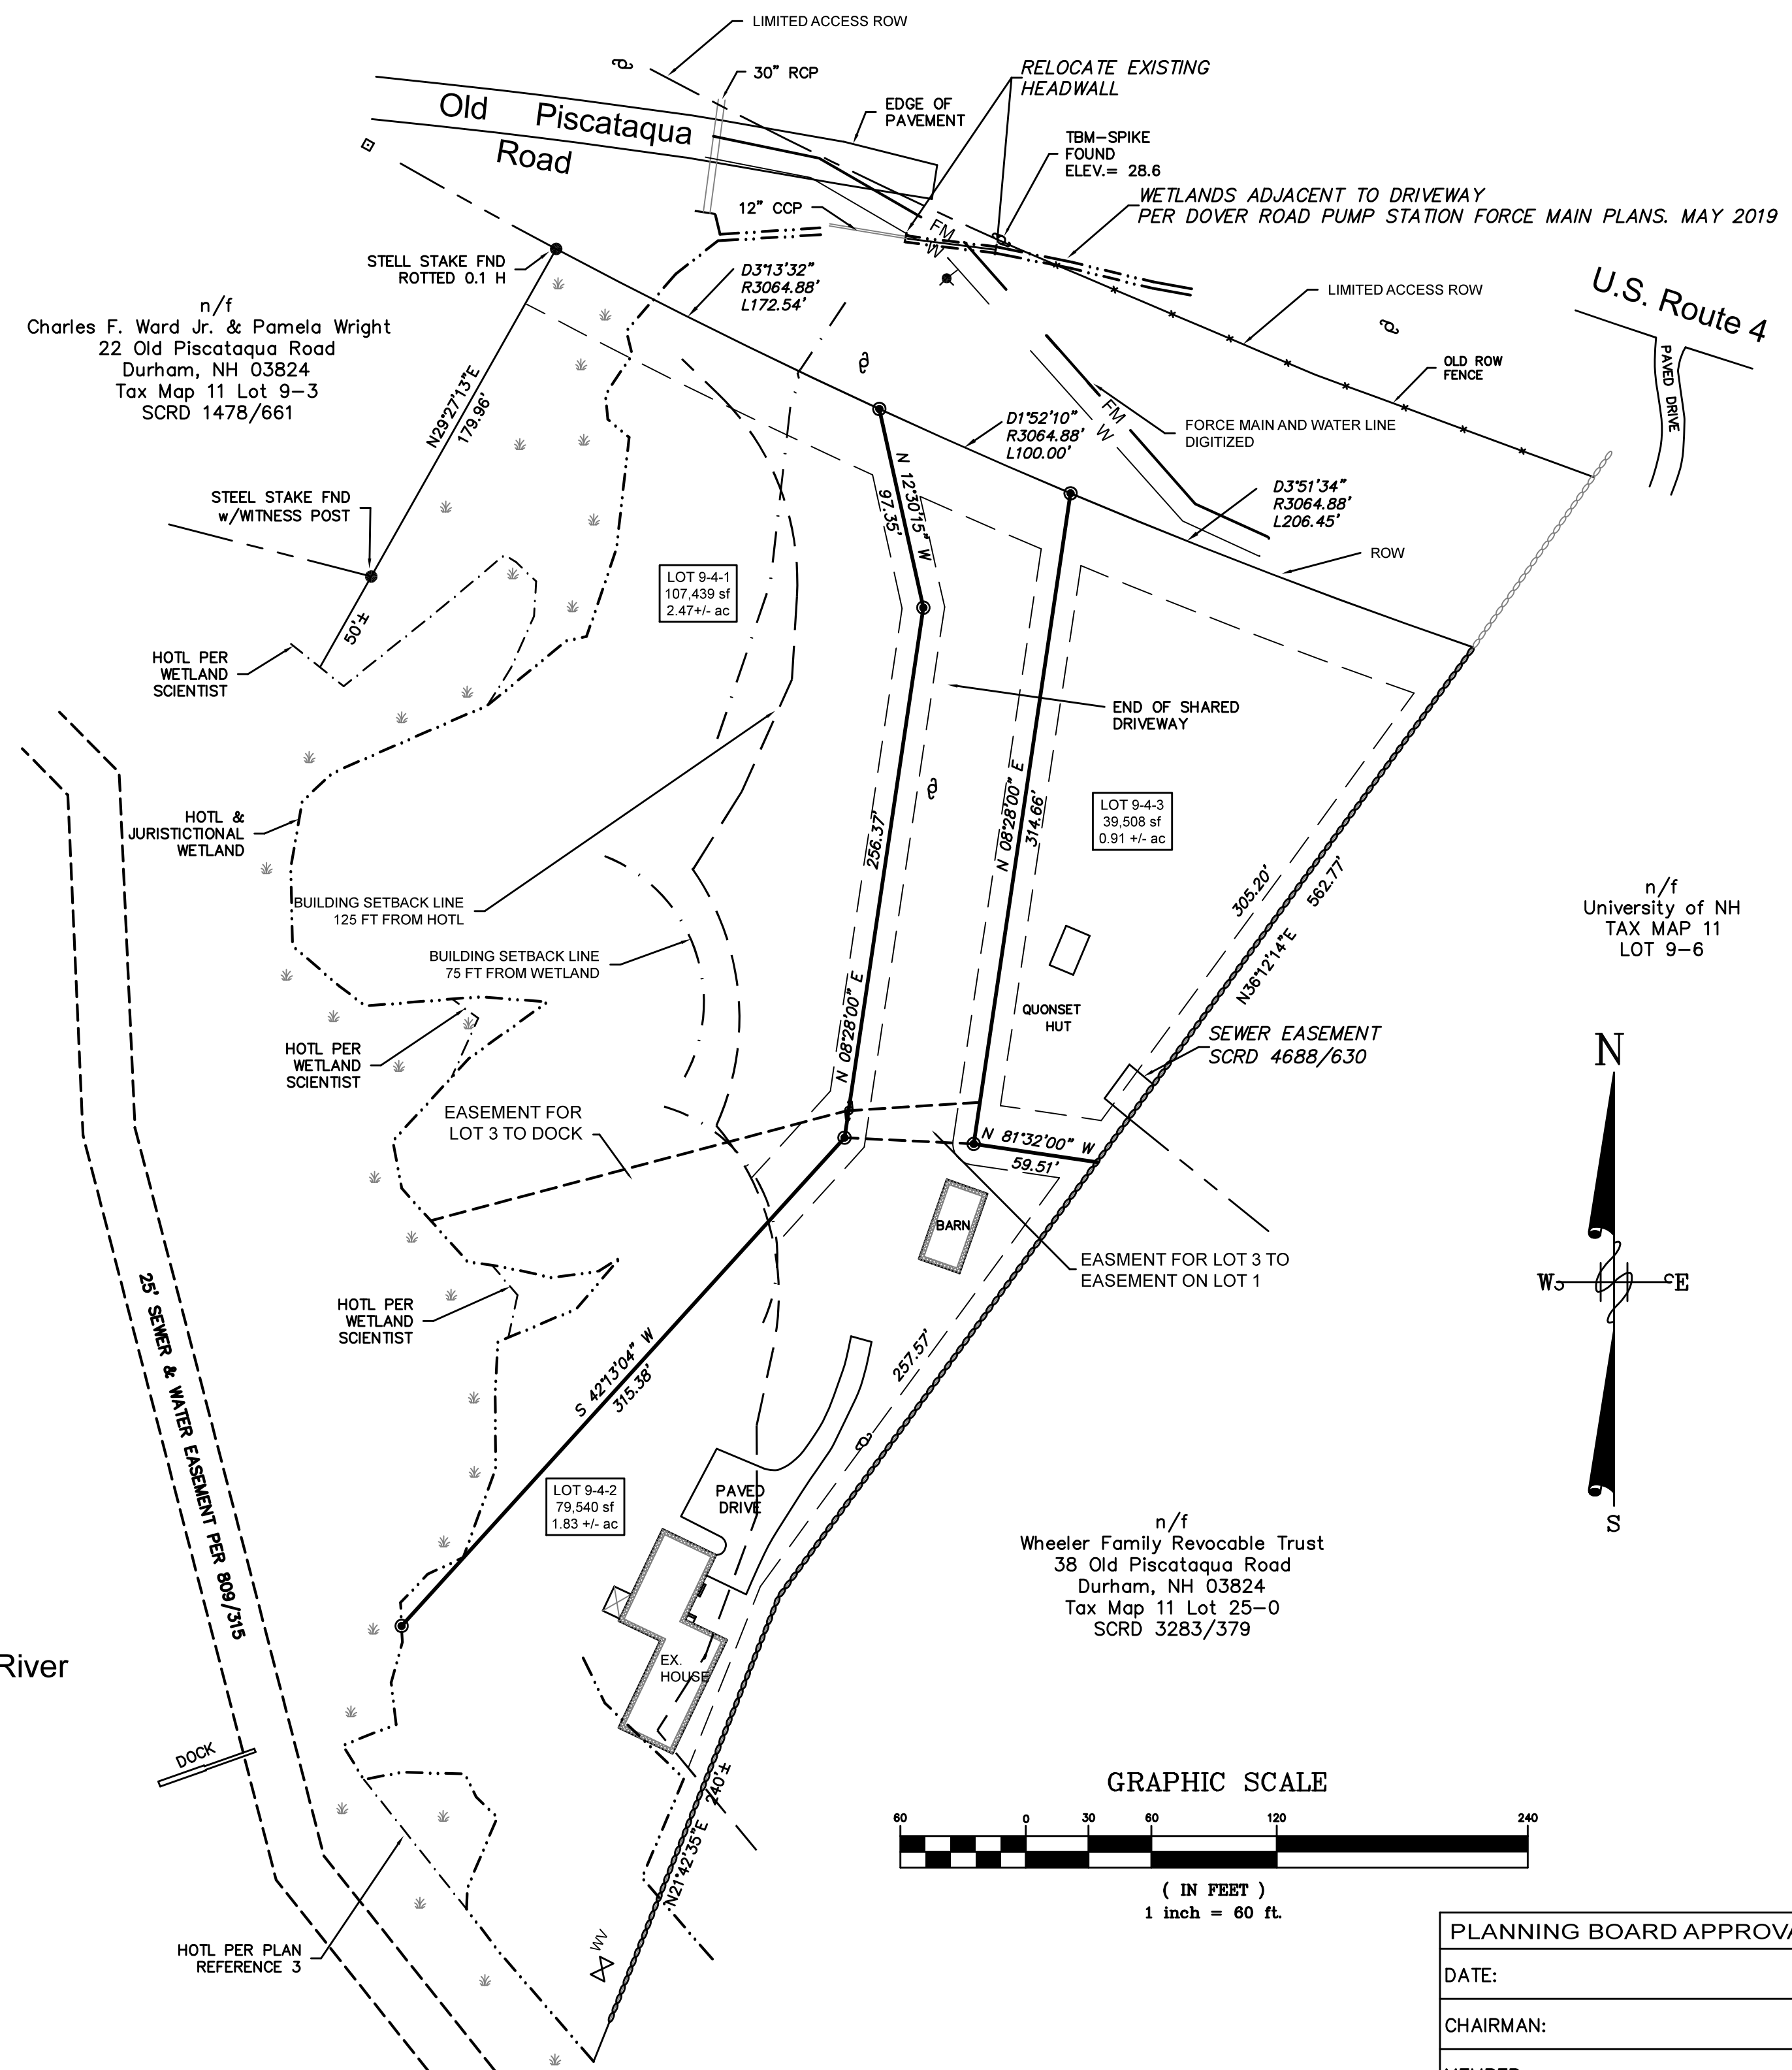 LIMITED ACCESS ROW
30" RCP
RELOCATE EXISTING
HEADWALL
Old Piscataqua
Road
EDGE OF
PAVEMENT
TBM-SPIKE
FOUND
ELEV.= 28.6
WETLANDS ADJACENT TO DRIVEWAY
PER DOVER ROAD PUMP STATION FORCE MAIN PLANS. MAY 2019
12" CCP
FM
W
STELL STAKE FND
ROTTED 0.1 H
D3°13'32"
R3064.88'
L172.54'
LIMITED ACCESS ROW
U.S. Route 4
PAVED DRIVE
OLD ROW
FENCE
n/f
Charles F. Ward Jr. & Pamela Wright
22 Old Piscataqua Road
Durham, NH 03824
Tax Map 11 Lot 9-3
SCRD 1478/661
N29°27'13"E
179.96'
D1°52'10"
R3064.88'
L100.00'
FM
W
FORCE MAIN AND WATER LINE
DIGITIZED
D3°51'34"
R3064.88'
L206.45'
ROW
STEEL STAKE FND
w/WITNESS POST
N 12°30'15" W
97.35'
LOT 9-4-1
107,439 sf
2.47+/- ac
50'±
HOTL PER
WETLAND
SCIENTIST
END OF SHARED
DRIVEWAY
HOTL &
JURISTICTIONAL
WETLAND
256.37'
N 08°28'00" E
N 08°28'00" E
314.66'
LOT 9-4-3
39,508 sf
0.91 +/- ac
305.20'
562.77'
N36°12'14"E
n/f
University of NH
TAX MAP 11
LOT 9-6
BUILDING SETBACK LINE
125 FT FROM HOTL
BUILDING SETBACK LINE
75 FT FROM WETLAND
QUONSET
HUT
SEWER EASEMENT
SCRD 4688/630
HOTL PER
WETLAND
SCIENTIST
EASEMENT FOR
LOT 3 TO DOCK
N 81°32'00" W
59.51'
BARN
EASMENT FOR LOT 3 TO
EASEMENT ON LOT 1
N
W
E
S
HOTL PER
WETLAND
SCIENTIST
25' SEWER & WATER EASEMENT PER 809/315
S 42°13'04" W
315.38'
257.57'
LOT 9-4-2
79,540 sf
1.83 +/- ac
PAVED
DRIVE
n/f
Wheeler Family Revocable Trust
38 Old Piscataqua Road
Durham, NH 03824
Tax Map 11 Lot 25-0
SCRD 3283/379
River
EX.
HOUSE
DOCK
N21°42'35"E 240'±
GRAPHIC SCALE
60 0 30 60 120 240
( IN FEET )
1 inch = 60 ft.
HOTL PER PLAN
REFERENCE 3
WV
PLANNING BOARD APPROVA
DATE:
CHAIRMAN: